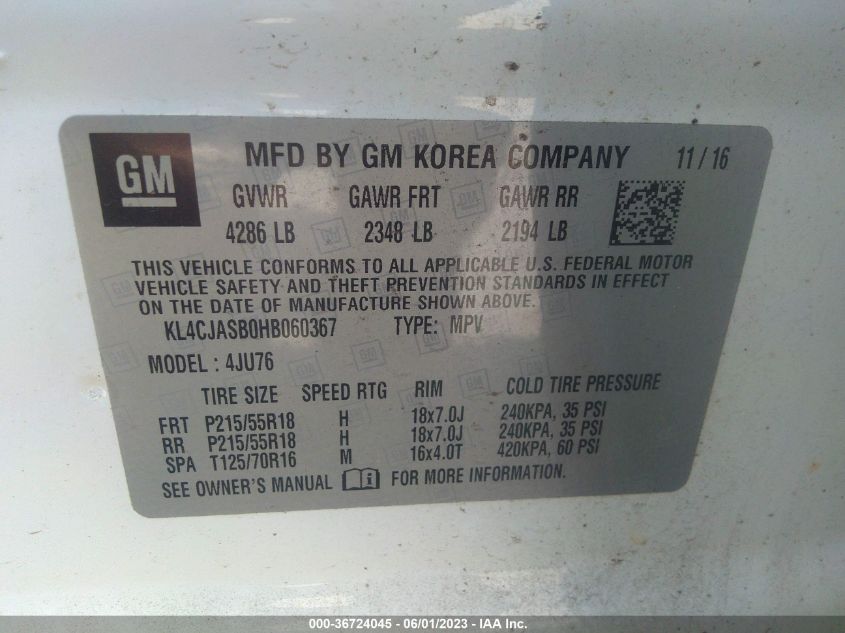 GM MFD BY GM KOREA COMPANY 11/16
GVWR GAWR FRT GAWR RR
4286 LB 2348 LB 2194 LB
THIS VEHICLE CONFORMS TO ALL APPLICABLE U.S. FEDERAL MOTOR
VEHICLE SAFETY AND THEFT PREVENTION STANDARDS IN EFFECT
ON THE DATE OF MANUFACTURE SHOWN ABOVE.
KL4CJASB0HB060367 TYPE: MPV
MODEL : 4JU76
TIRE SIZE SPEED RTG RIM COLD TIRE PRESSURE
FRT P215/55R18 H 18x7.0J 240KPA, 35 PSI
RR P215/55R18 H 18x7.0J 240KPA, 35 PSI
SPA T125/70R16 M 16x4.0T 420KPA, 60 PSI
SEE OWNER'S MANUAL FOR MORE INFORMATION.
000-36724045 - 06/01/2023 - IAAI.com